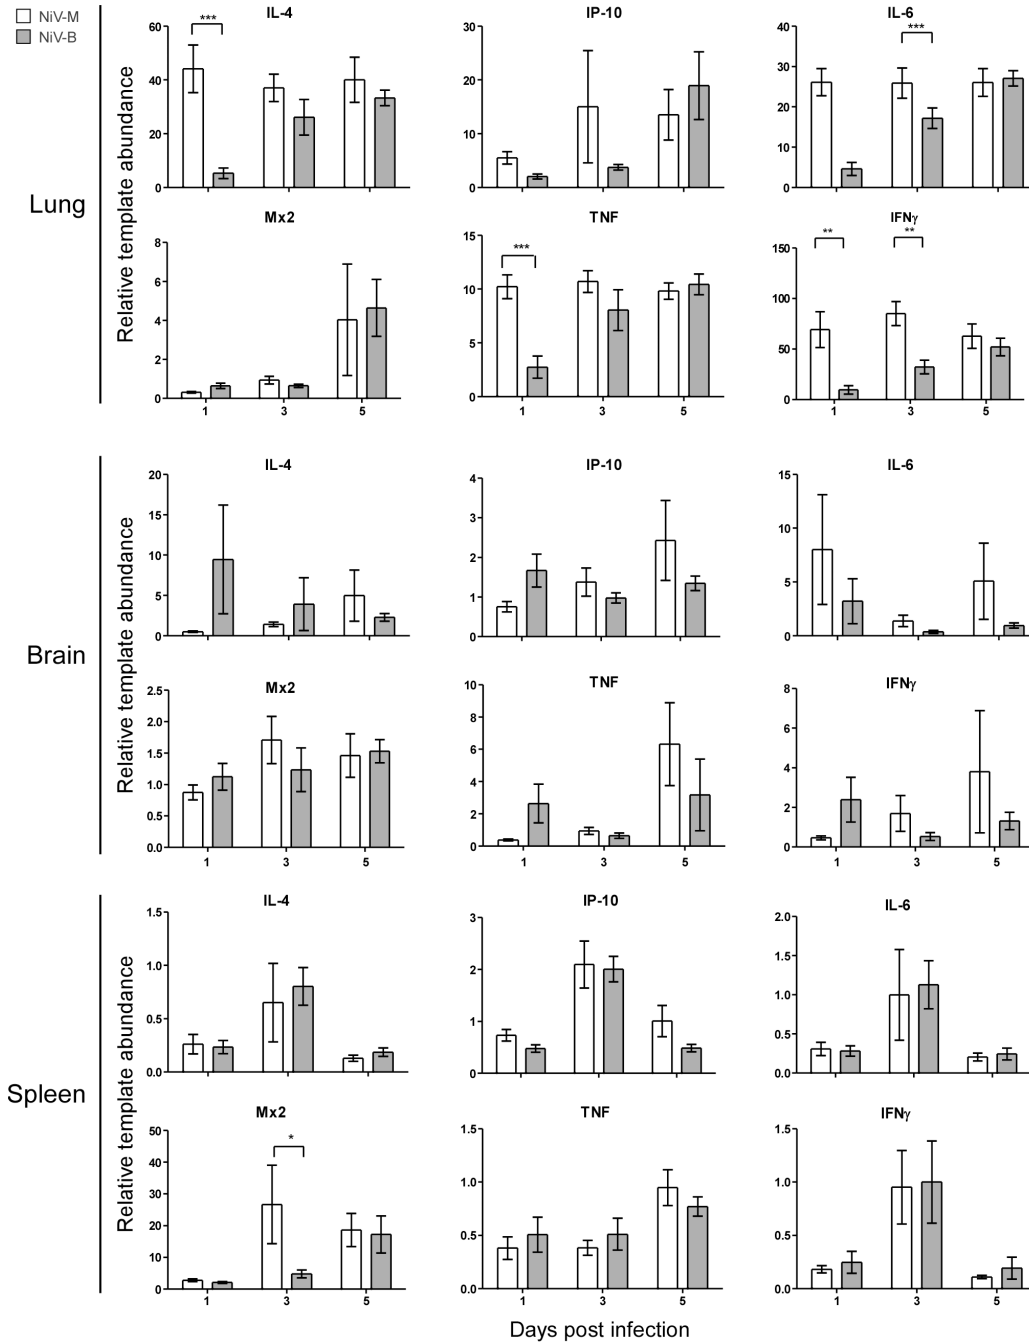 NiV-M
NiV-B
Lung
Relative template abundance
IL-4
***
60
40
20
0
IP-10
30
20
10
0
IL-6
***
40
30
20
10
0
Mx2
8
6
4
2
0
1 3 5
TNF
***
15
10
5
0
1 3 5
IFNγ
** **
150
100
50
0
1 3 5
Brain
Relative template abundance
IL-4
20
15
10
5
0
IP-10
4
3
2
1
0
IL-6
15
10
5
0
Mx2
2.5
2.0
1.5
1.0
0.5
0.0
1 3 5
TNF
10
8
6
4
2
0
1 3 5
IFNγ
8
6
4
2
0
1 3 5
Spleen
Relative template abundance
IL-4
1.5
1.0
0.5
0.0
IP-10
3
2
1
0
IL-6
2.0
1.5
1.0
0.5
0.0
Mx2
*
50
40
30
20
10
0
1 3 5
TNF
1.5
1.0
0.5
0.0
1 3 5
IFNγ
1.5
1.0
0.5
0.0
1 3 5
Days post infection